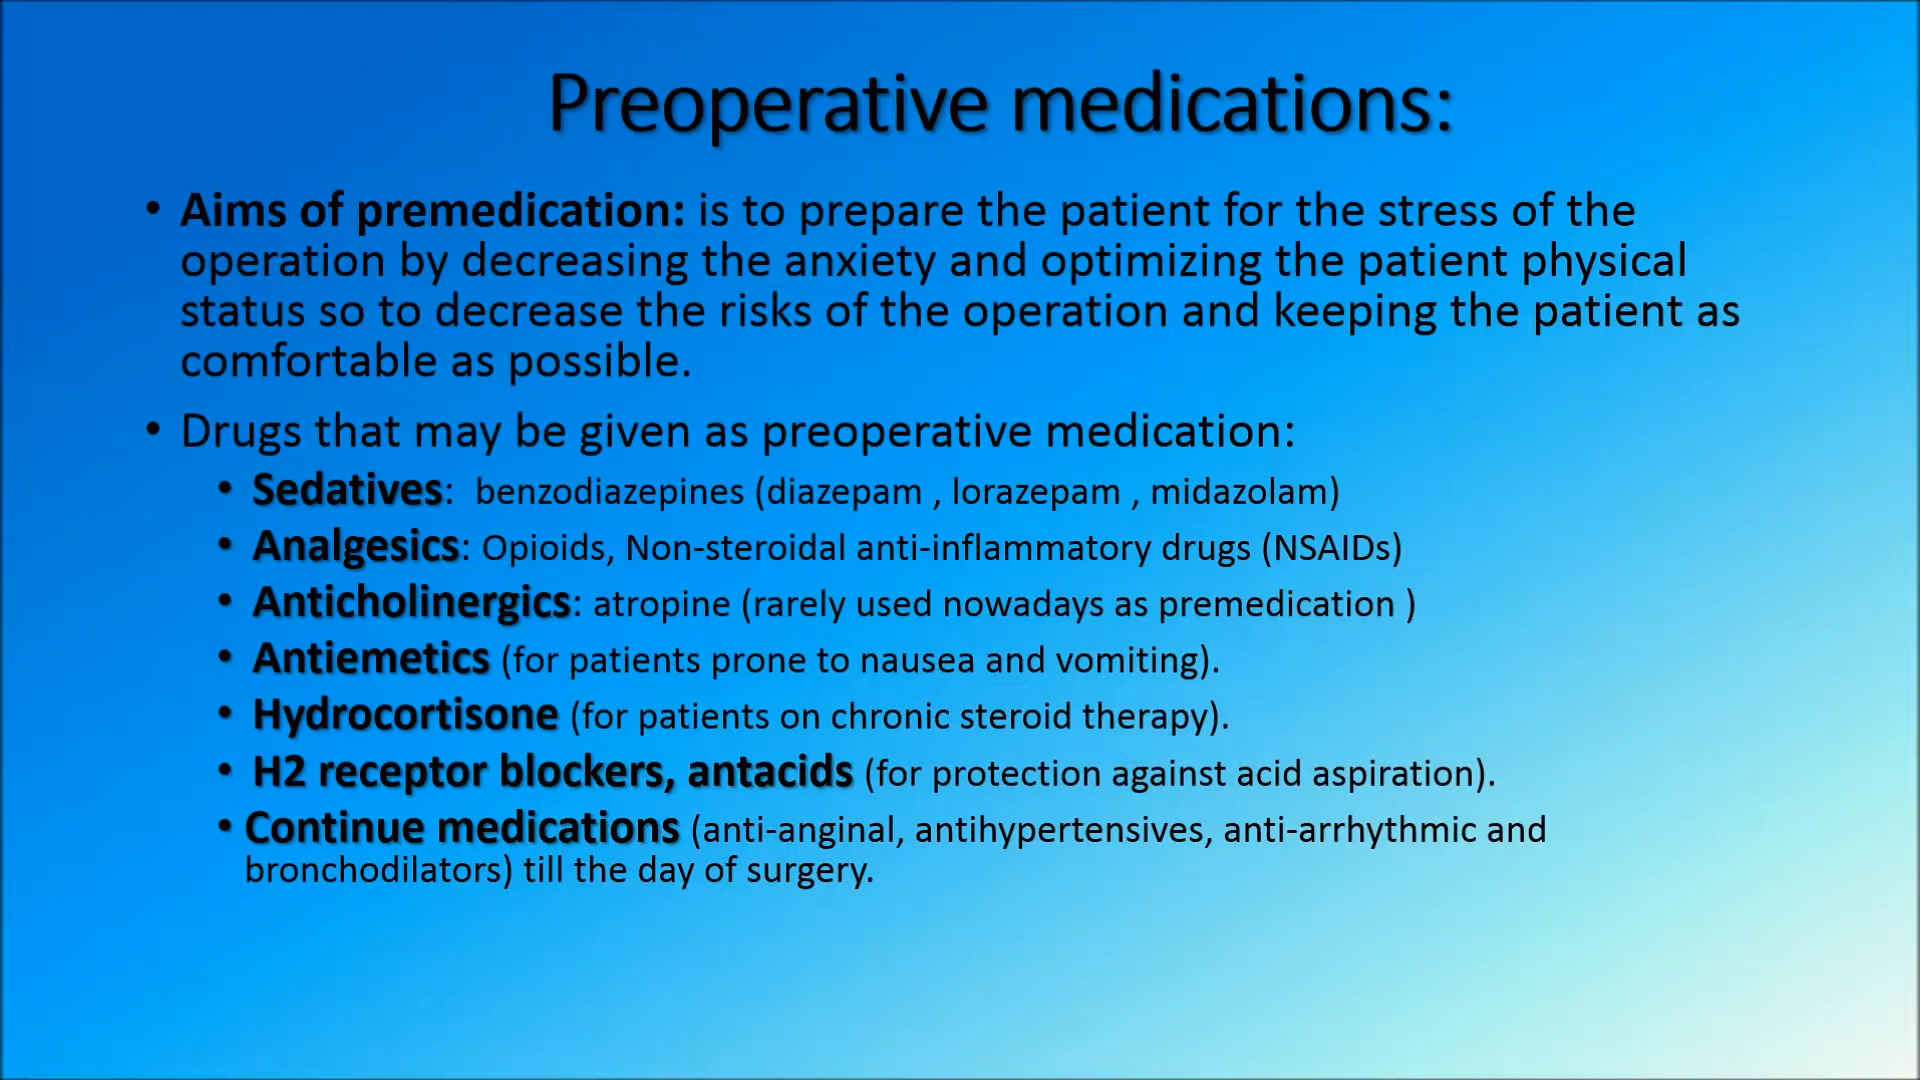 Preoperative medications:
• Aims of premedication: is to prepare the patient for the stress of the
operation by decreasing the anxiety and optimizing the patient physical
status so to decrease the risks of the operation and keeping the patient as
comfortable as possible.
• Drugs that may be given as preoperative medication:
• Sedatives:  benzodiazepines (diazepam , lorazepam , midazolam)
• Analgesics: Opioids, Non-steroidal anti-inflammatory drugs (NSAIDs)
• Anticholinergics: atropine (rarely used nowadays as premedication )
• Antiemetics (for patients prone to nausea and vomiting).
• Hydrocortisone (for patients on chronic steroid therapy).
• H2 receptor blockers, antacids (for protection against acid aspiration).
• Continue medications (anti-anginal, antihypertensives, anti-arrhythmic and
bronchodilators) till the day of surgery.